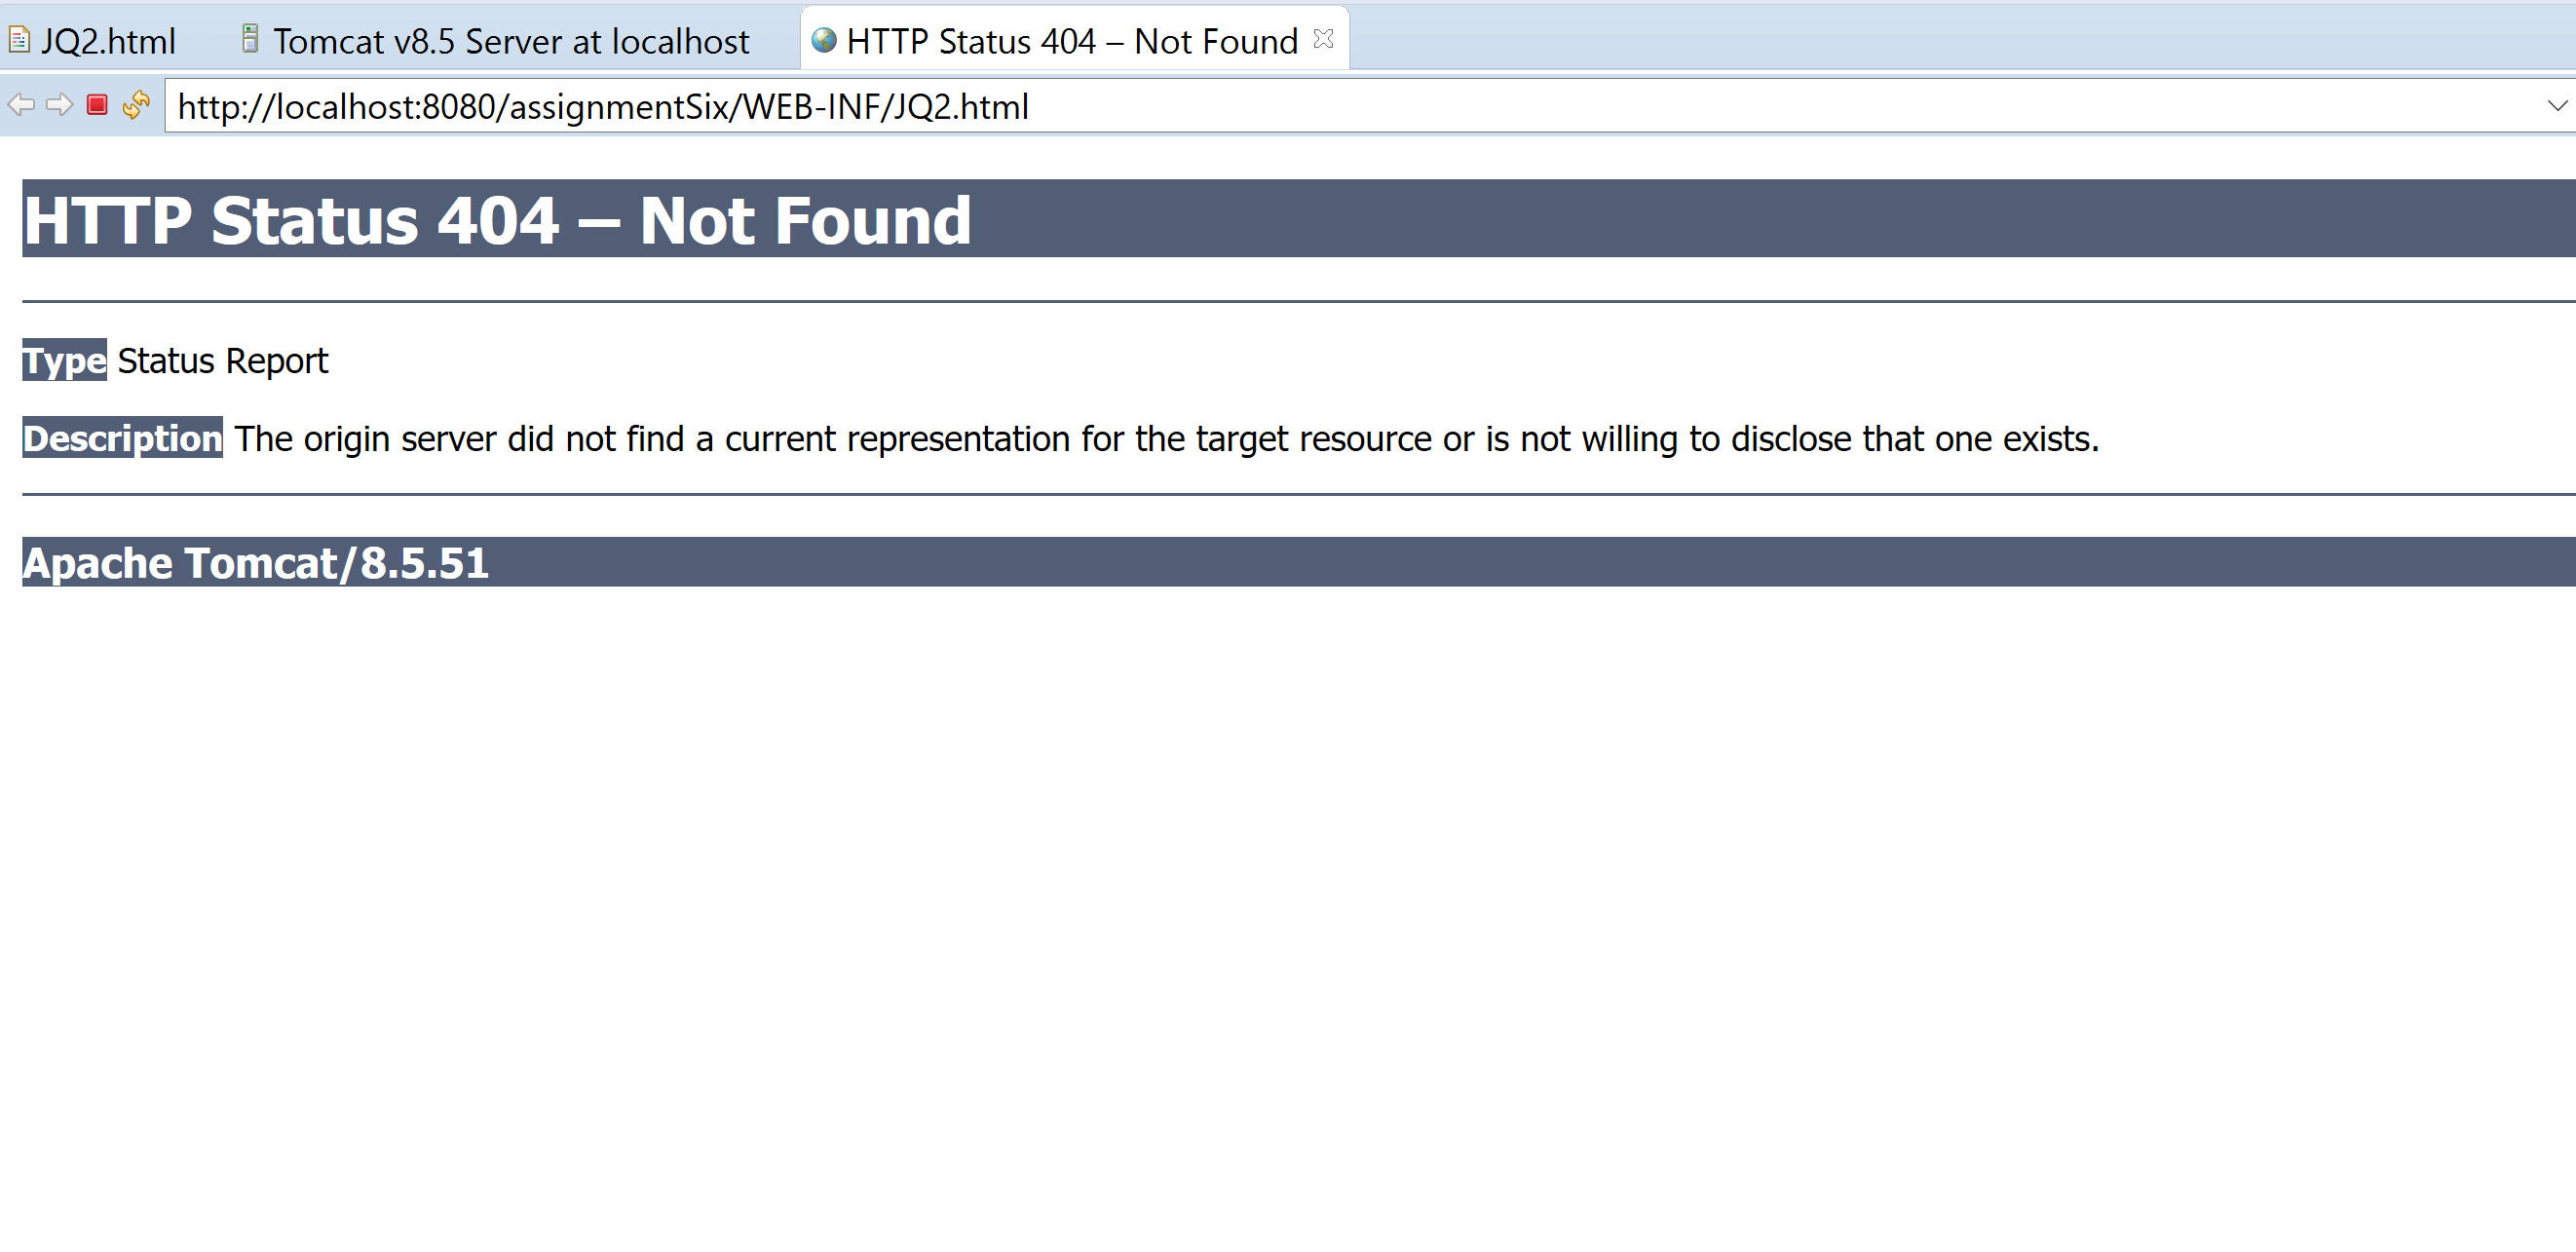 JQ2.html Tomcat v8.5 Server at localhost HTTP Status 404 – Not Found
http://localhost:8080/assignmentSix/WEB-INF/JQ2.html
HTTP Status 404 – Not Found
Type Status Report
Description The origin server did not find a current representation for the target resource or is not willing to disclose that one exists.
Apache Tomcat/8.5.51